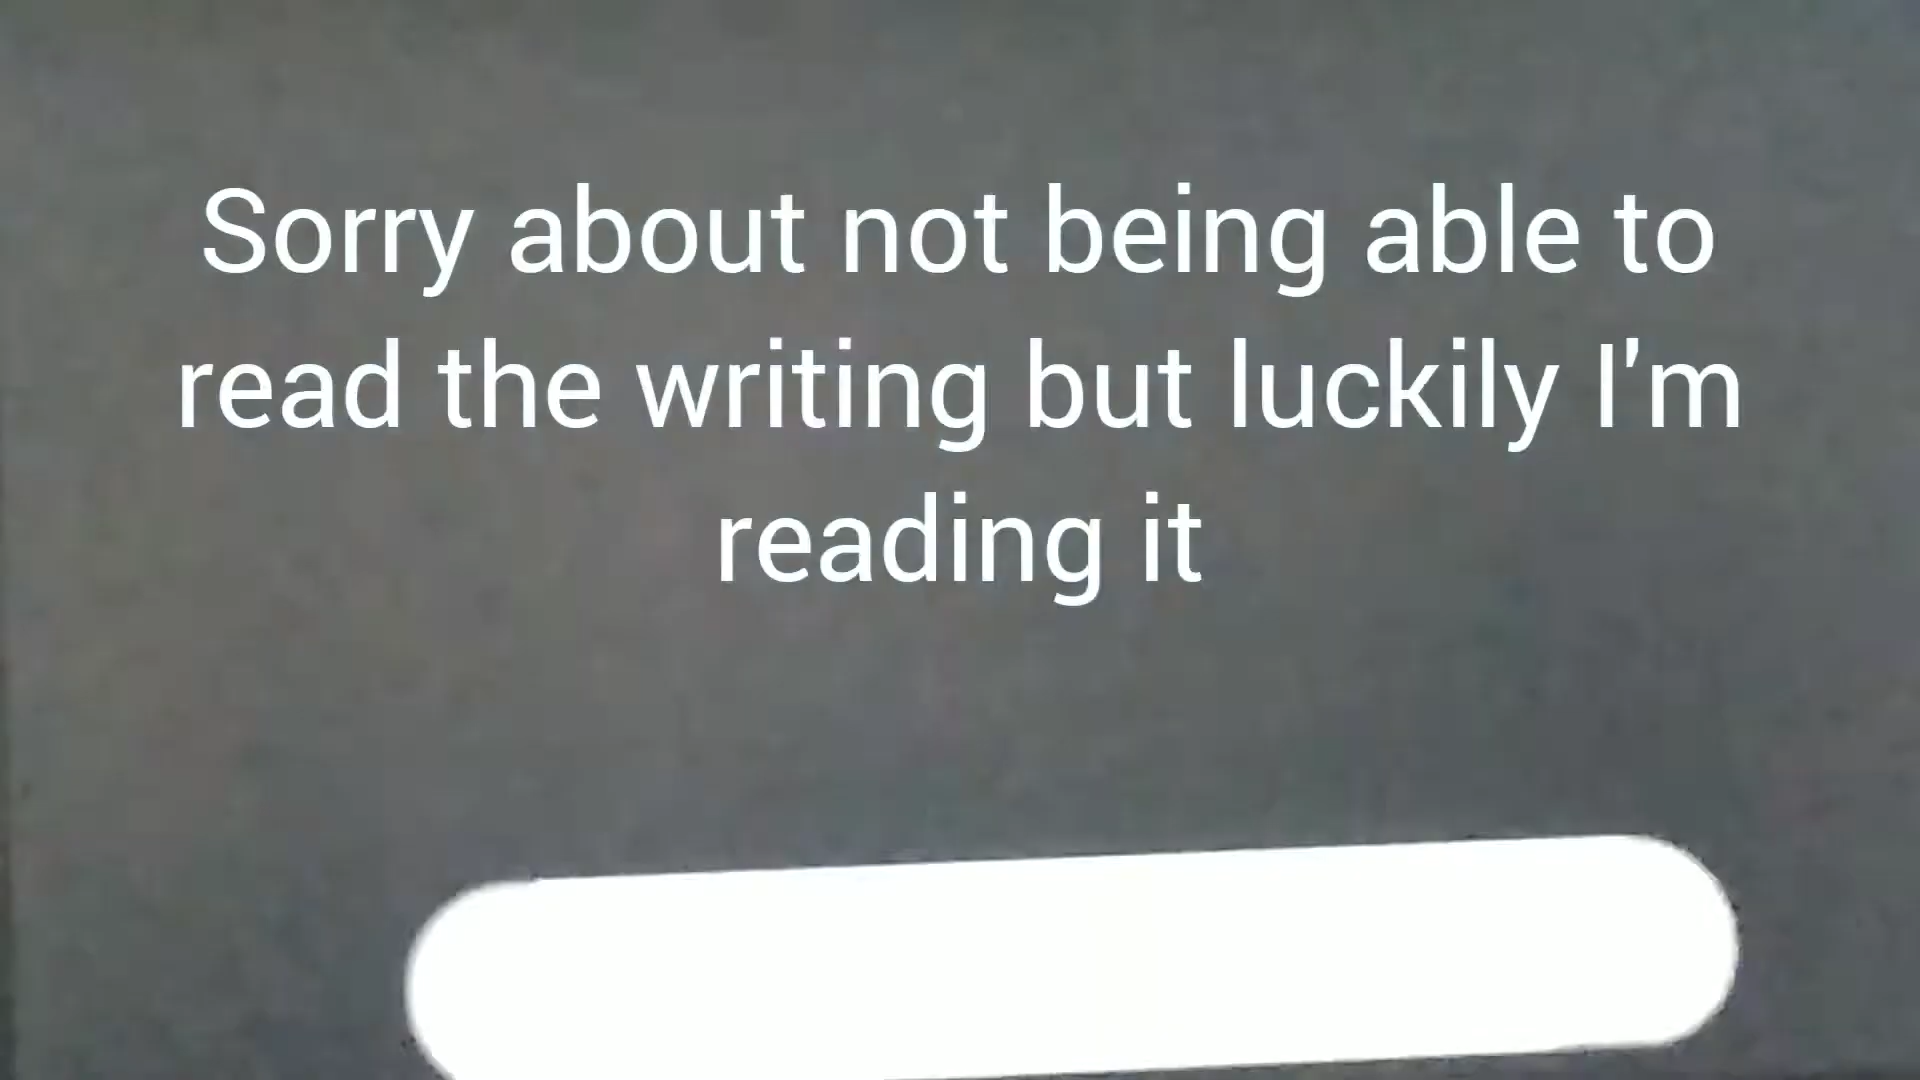 Sorry about not being able to
read the writing but luckily I'm
reading it